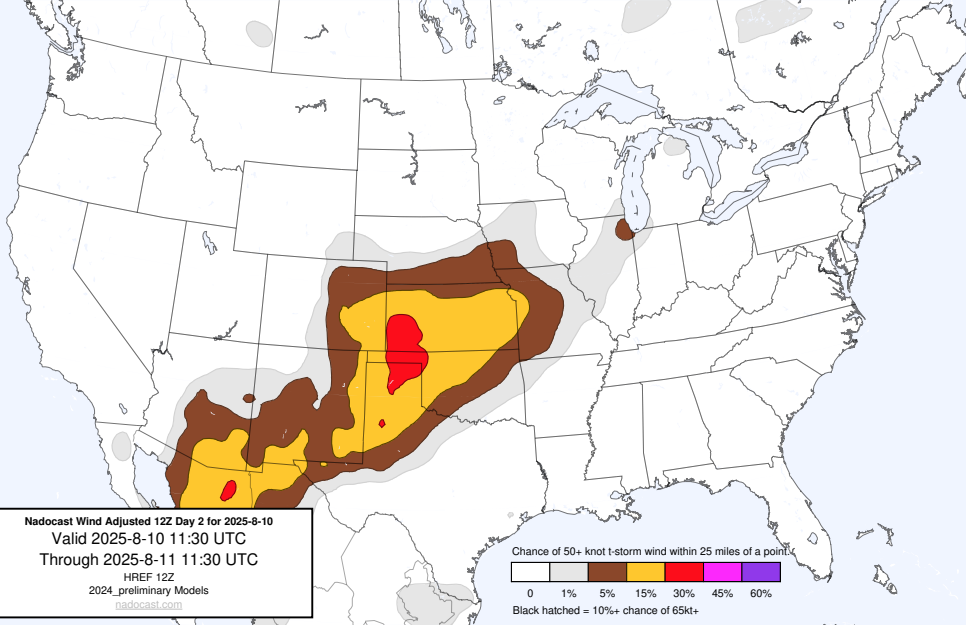 Nadocast Wind Adjusted 12Z Day 2 for 2025-8-10
Valid 2025-8-10 11:30 UTC
Through 2025-8-11 11:30 UTC
HREF 12Z
2024_preliminary Models
nadocast.com
Chance of 50+ knot t-storm wind within 25 miles of a point.
0 1% 5% 15% 30% 45% 60%
Black hatched = 10%+ chance of 65kt+